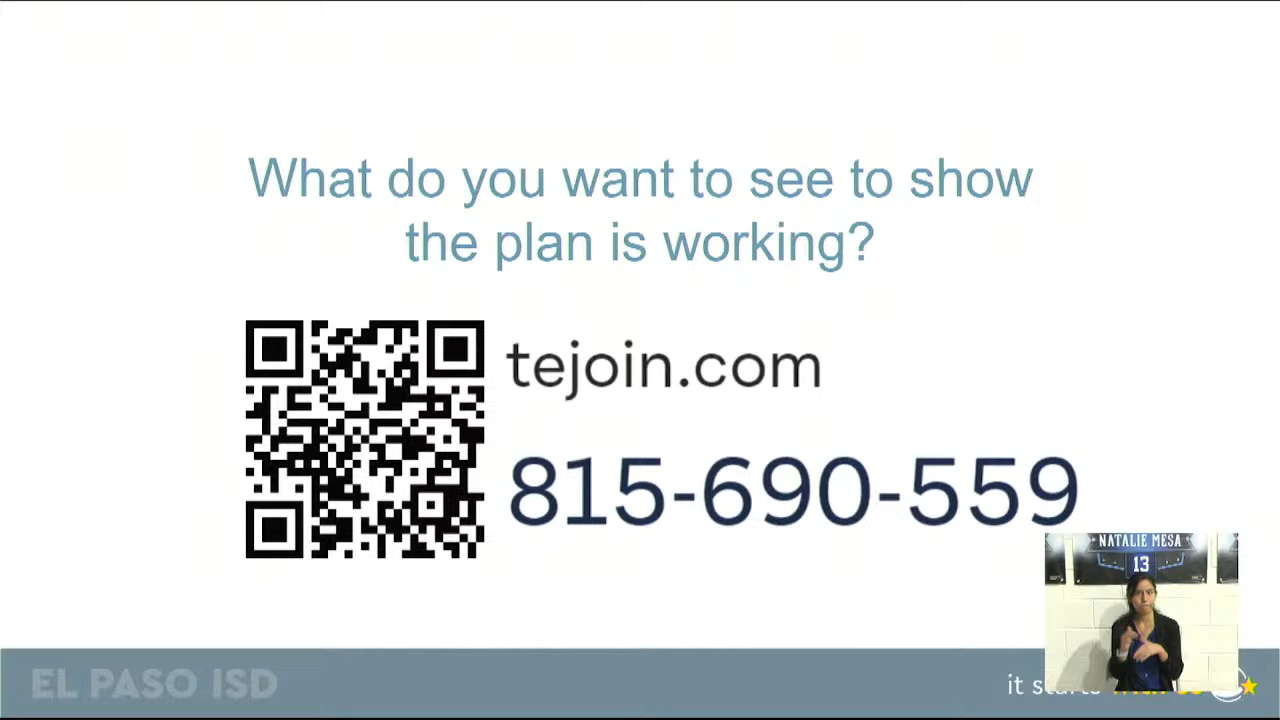 What do you want to see to show
the plan is working?
tejoin.com
815-690-559
NATALIE MESA
13
EL PASO ISD
it starts